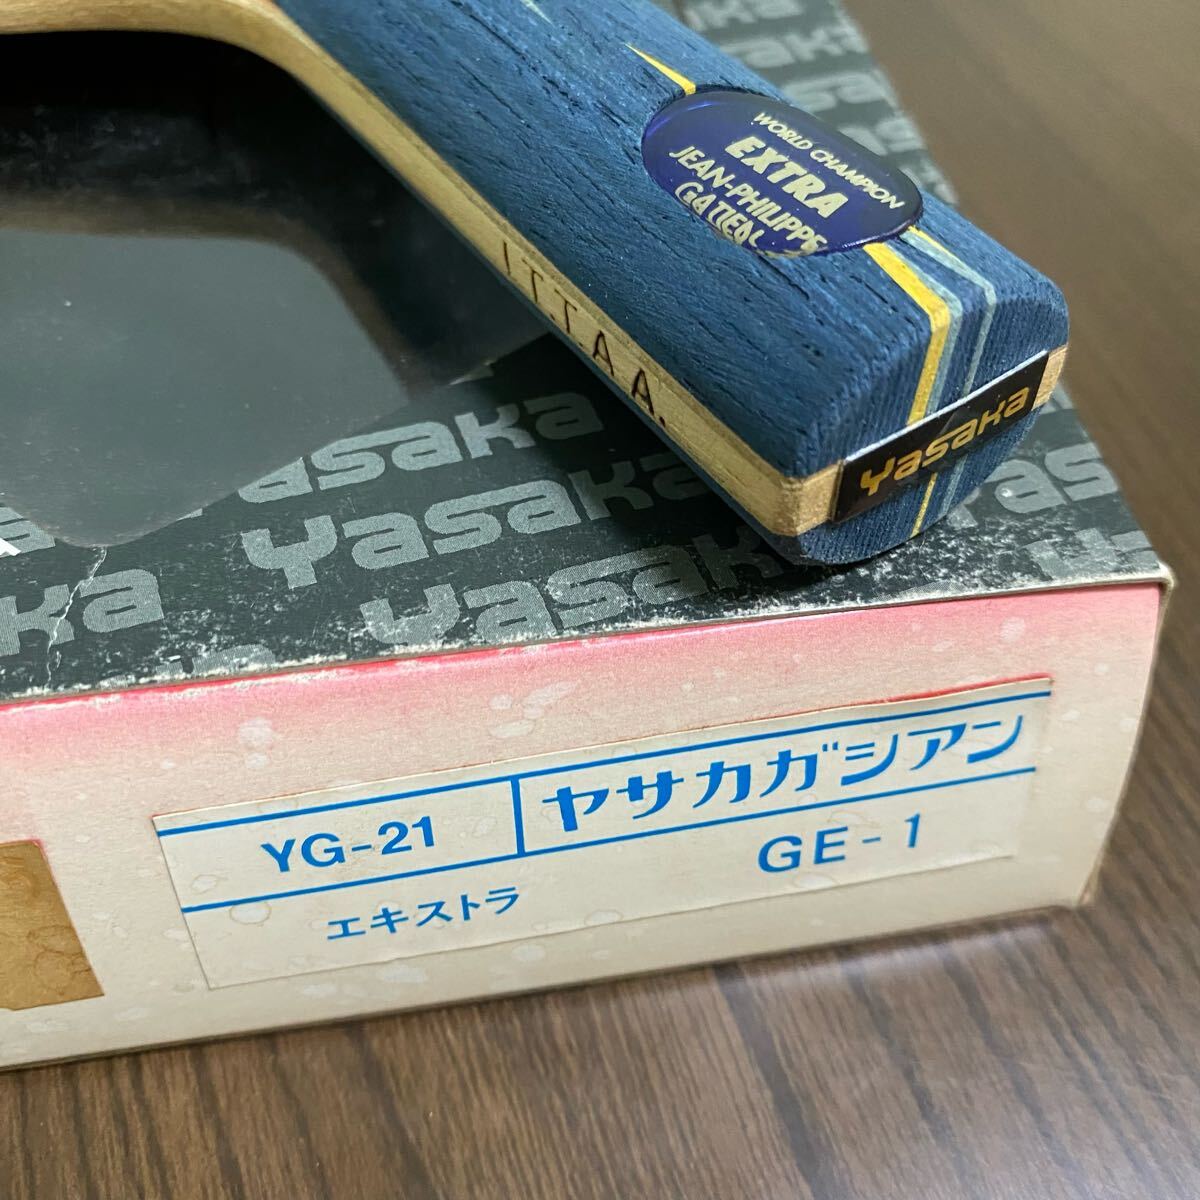 WORLD CHAMPION
EXTRA
JEAN-PHILIPPE
GATIEN
J.T.T.A.A.
Yasaka
Yasaka
Yasaka
Yasaka
YG-21
ヤサカガシアン
エキストラ
GE-1